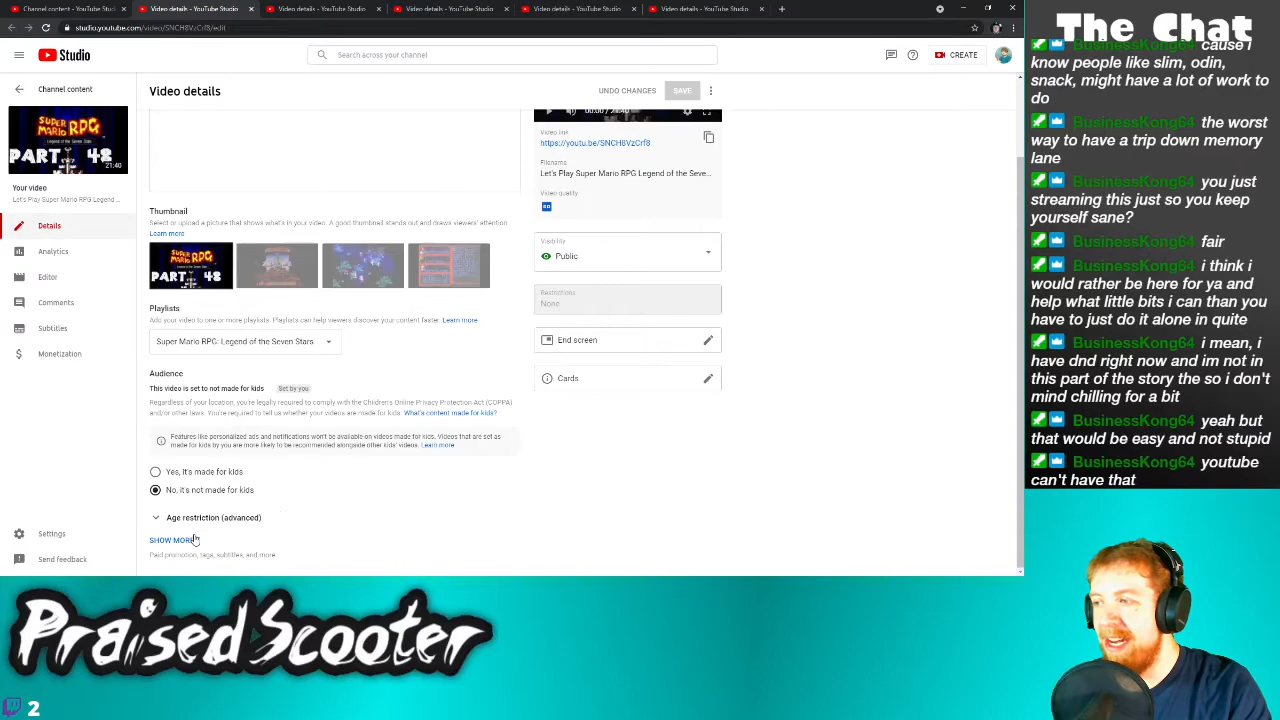 Channel content - YouTube Stud
Video details - YouTube Studio
Video details - YouTube Studio
Video details - YouTube Studio
Video details - YouTube Studio
Video details - YouTube Studio
studio.youtube.com/video/SNCH8VzCrf8/edit
Studio
Search across your channel
CREATE
Channel content
Video details
UNDO CHANGES
SAVE
SUPER MARIO RPG
PART 48
21:40
Your video
Let's Play Super Mario RPG Legend of ...
Details
Analytics
Editor
Comments
Subtitles
Monetization
Settings
Send feedback
Thumbnail
Select or upload a picture that shows what's in your video. A good thumbnail stands out and draws viewers' attention.
Learn more
SUPER MARIO RPG
PART 48
Playlists
Add your video to one or more playlists. Playlists can help viewers discover your content faster. Learn more
Super Mario RPG: Legend of the Seven Stars
Audience
This video is set to not made for kids Set by you
Regardless of your location, you're legally required to comply with the Children's Online Privacy Protection Act (COPPA)
and/or other laws. You're required to tell us whether your videos are made for kids. What's content made for kids?
Features like personalized ads and notifications won't be available on videos made for kids. Videos that are set as
made for kids by you are more likely to be recommended alongside other kids' videos. Learn more
Yes, it's made for kids
No, it's not made for kids
Age restriction (advanced)
SHOW MORE
Paid promotion, tags, subtitles, and more
Video link
https://youtu.be/SNCH8VzCrf8
Filename
Let's Play Super Mario RPG Legend of the Seve...
Video quality
SD
Visibility
Public
Restrictions
None
End screen
Cards
The Chat
BusinessKong64 cause i
know people like slim, odin,
snack, might have a lot of work to
do
BusinessKong64 the worst
way to have a trip down memory
lane
BusinessKong64 you just
streaming this just so you keep
yourself sane?
BusinessKong64 fair
BusinessKong64 i think i
would rather be here for ya and
help what little bits i can than you
have to just do it alone in quite
BusinessKong64 i mean, i
have dnd right now and im not in
this part of the story the so i don't
mind chilling for a bit
BusinessKong64 yeah but
that would be easy and not stupid
BusinessKong64 youtube
can't have that
PraisedScooter
2